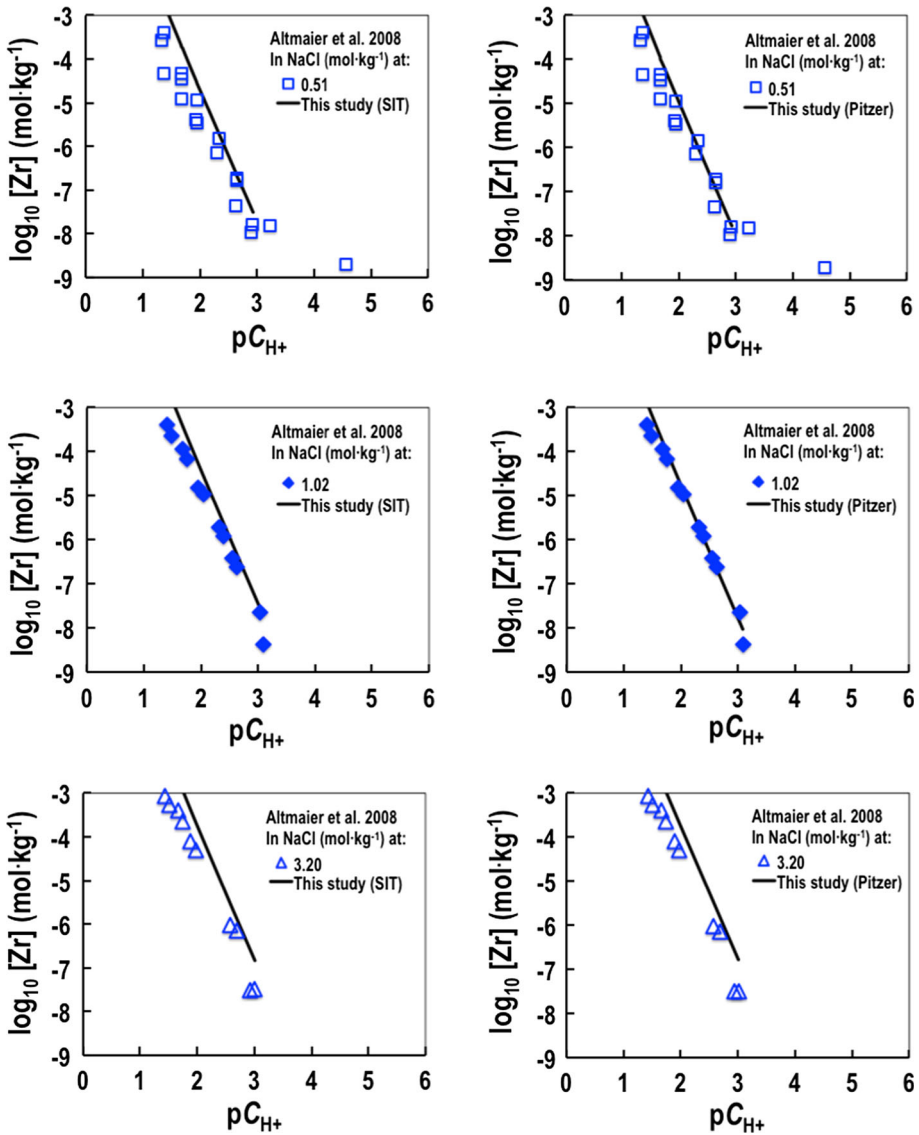 log₁₀ [Zr] (mol·kg⁻¹)
-3
-4
-5
-6
-7
-8
-9
Altmaier et al. 2008
In NaCl (mol·kg⁻¹) at:
0.51
This study (SIT)
0 1 2 3 4 5 6
pC_H+
log₁₀ [Zr] (mol·kg⁻¹)
-3
-4
-5
-6
-7
-8
-9
Altmaier et al. 2008
In NaCl (mol·kg⁻¹) at:
0.51
This study (Pitzer)
0 1 2 3 4 5 6
pC_H+
log₁₀ [Zr] (mol·kg⁻¹)
-3
-4
-5
-6
-7
-8
-9
Altmaier et al. 2008
In NaCl (mol·kg⁻¹) at:
1.02
This study (SIT)
0 1 2 3 4 5 6
pC_H+
log₁₀ [Zr] (mol·kg⁻¹)
-3
-4
-5
-6
-7
-8
-9
Altmaier et al. 2008
In NaCl (mol·kg⁻¹) at:
1.02
This study (Pitzer)
0 1 2 3 4 5 6
pC_H+
log₁₀ [Zr] (mol·kg⁻¹)
-3
-4
-5
-6
-7
-8
-9
Altmaier et al. 2008
In NaCl (mol·kg⁻¹) at:
3.20
This study (SIT)
0 1 2 3 4 5 6
pC_H+
log₁₀ [Zr] (mol·kg⁻¹)
-3
-4
-5
-6
-7
-8
-9
Altmaier et al. 2008
In NaCl (mol·kg⁻¹) at:
3.20
This study (Pitzer)
0 1 2 3 4 5 6
pC_H+